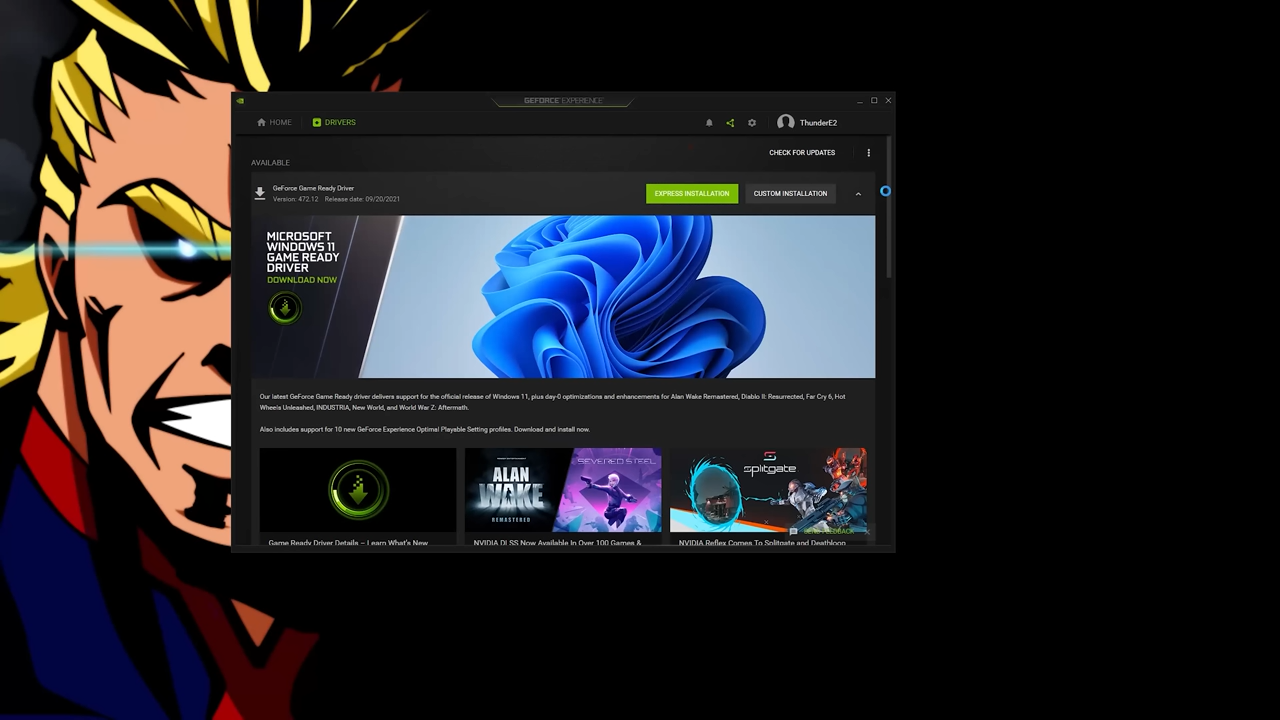 GEFORCE EXPERIENCE
HOME
DRIVERS
ThunderE2
CHECK FOR UPDATES
AVAILABLE
GeForce Game Ready Driver
Version: 472.12 Release date: 09/20/2021
EXPRESS INSTALLATION
CUSTOM INSTALLATION
MICROSOFT
WINDOWS 11
GAME READY
DRIVER
DOWNLOAD NOW
Our latest GeForce Game Ready driver delivers support for the official release of Windows 11, plus day-0 optimizations and enhancements for Alan Wake Remastered, Diablo II: Resurrected, Far Cry 6, Hot
Wheels Unleashed, INDUSTRIA, New World, and World War Z: Aftermath.
Also includes support for 10 new GeForce Experience Optimal Playable Setting profiles. Download and install now.
ALAN
WAKE
REMASTERED
SEVERED STEEL
SPLITGATE
SEND FEEDBACK
Game Ready Driver Details – Learn What's New
NVIDIA DLSS Now Available In Over 100 Games &
NVIDIA Reflex Comes To Splitgate and Deathloop